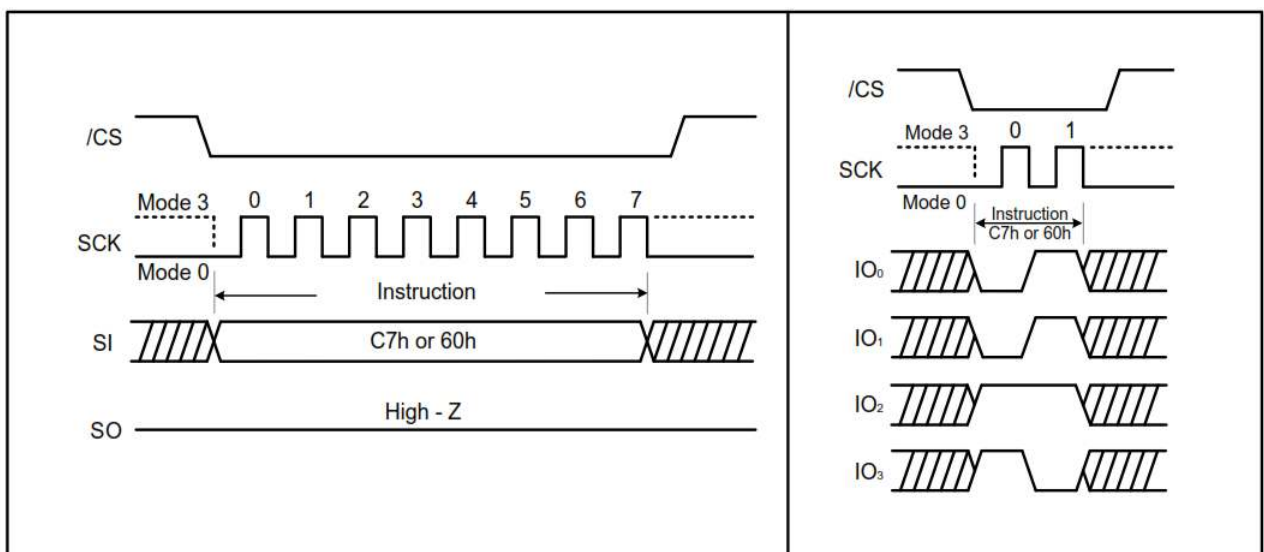 /CS
Mode 3 0 1 2 3 4 5 6 7
SCK
Mode 0
Instruction
SI C7h or 60h
High - Z
SO
/CS
Mode 3 0 1
SCK
Mode 0
Instruction
C7h or 60h
IO₀
IO₁
IO₂
IO₃